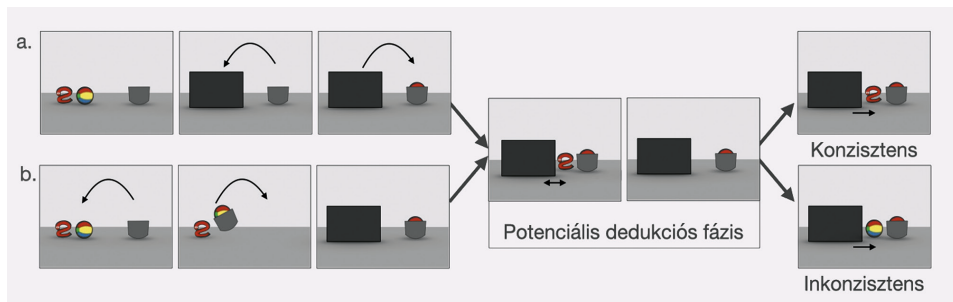 a.
b.
Potenciális dedukciós fázis
Konzisztens
Inkonzisztens